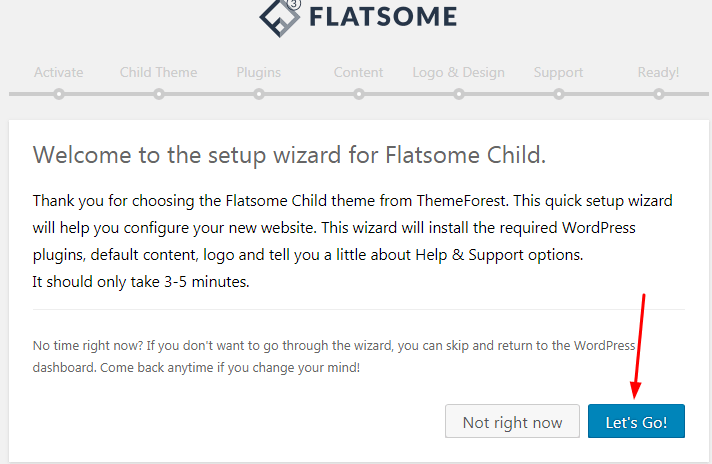 3
FLATSOME
Activate Child Theme Plugins Content Logo & Design Support Ready!
Welcome to the setup wizard for Flatsome Child.
Thank you for choosing the Flatsome Child theme from ThemeForest. This quick setup wizard
will help you configure your new website. This wizard will install the required WordPress
plugins, default content, logo and tell you a little about Help & Support options.
It should only take 3-5 minutes.
No time right now? If you don't want to go through the wizard, you can skip and return to the WordPress
dashboard. Come back anytime if you change your mind!
Not right now Let's Go!